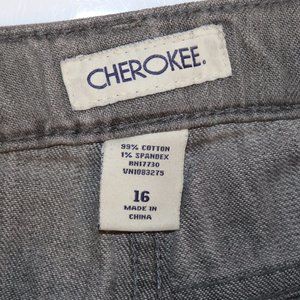 CHEROKEE.
99% COTTON
1% SPANDEX
RN17730
VN1083275
16
MADE IN
CHINA